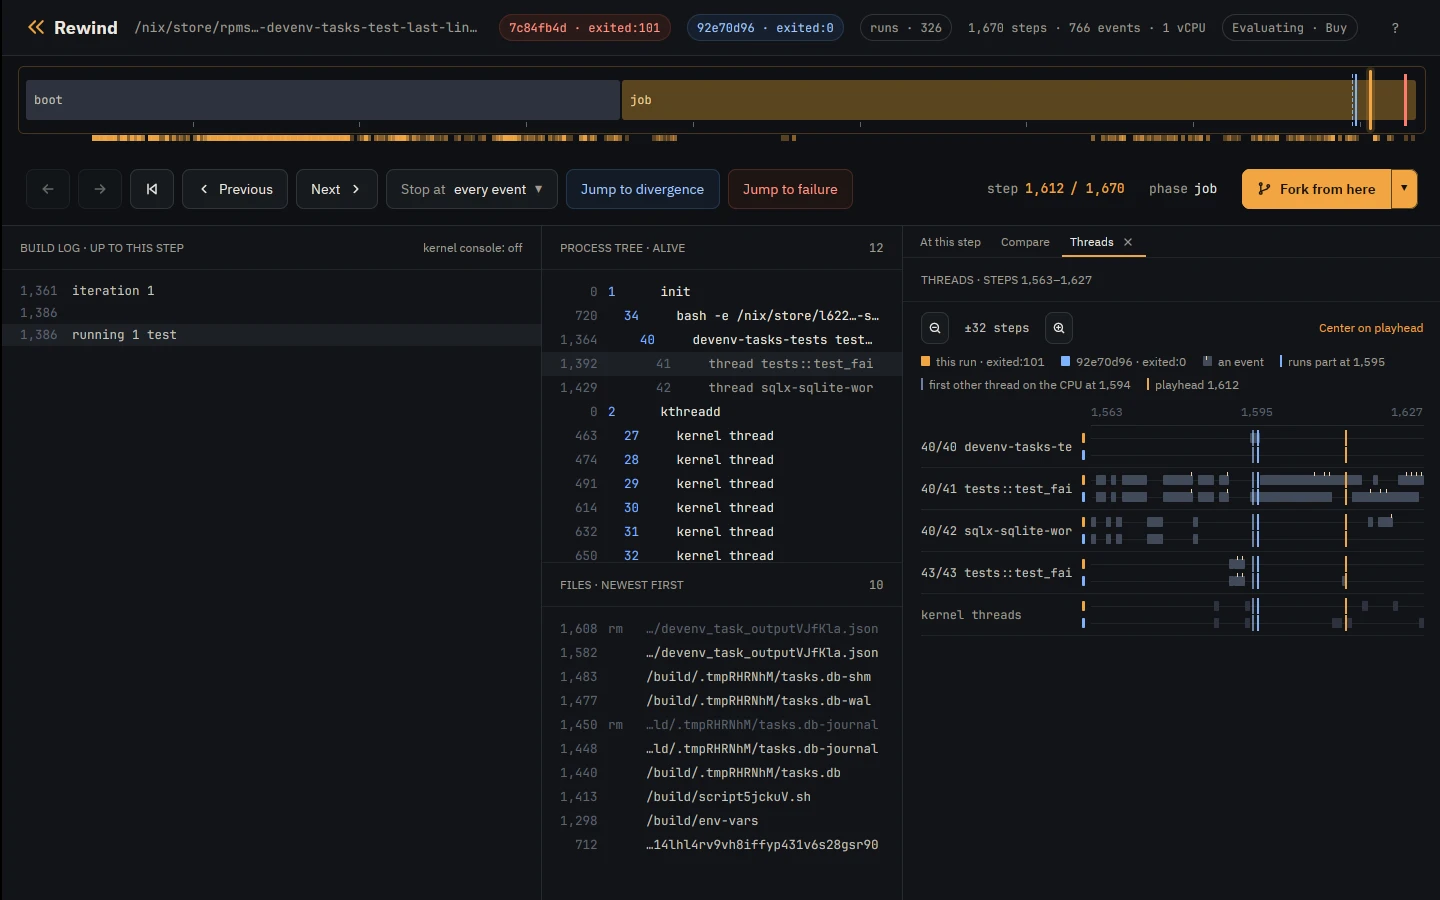 Rewind /nix/store/rpms…-devenv-tasks-test-last-lin… 7c84fb4d · exited:101 92e70d96 · exited:0 runs · 326 1,670 steps · 766 events · 1 vCPU Evaluating · Buy ?
boot job
Previous Next Stop at every event ▾ Jump to divergence Jump to failure step 1,612 / 1,670 phase job Fork from here ▾
BUILD LOG · UP TO THIS STEP kernel console: off
1,361 iteration 1
1,386
1,386 running 1 test
PROCESS TREE · ALIVE 12
0 1 init
720 34 bash -e /nix/store/l622…-s…
1,364 40 devenv-tasks-tests test…
1,392 41 thread tests::test_fai
1,429 42 thread sqlx-sqlite-wor
0 2 kthreadd
463 27 kernel thread
474 28 kernel thread
491 29 kernel thread
614 30 kernel thread
632 31 kernel thread
650 32 kernel thread
FILES · NEWEST FIRST 10
1,608 rm …/devenv_task_outputVJfKla.json
1,582 …/devenv_task_outputVJfKla.json
1,483 /build/.tmpRHRNhM/tasks.db-shm
1,477 /build/.tmpRHRNhM/tasks.db-wal
1,450 rm …ld/.tmpRHRNhM/tasks.db-journal
1,448 …ld/.tmpRHRNhM/tasks.db-journal
1,440 /build/.tmpRHRNhM/tasks.db
1,413 /build/script5jckuV.sh
1,298 /build/env-vars
712 …14lhl4rv9vh8iffyp431v6s28gsr90
At this step Compare Threads ×
THREADS · STEPS 1,563–1,627
±32 steps Center on playhead
this run · exited:101 92e70d96 · exited:0 an event runs part at 1,595
first other thread on the CPU at 1,594 playhead 1,612
1,563 1,595 1,627
40/40 devenv-tasks-te
40/41 tests::test_fai
40/42 sqlx-sqlite-wor
43/43 tests::test_fai
kernel threads